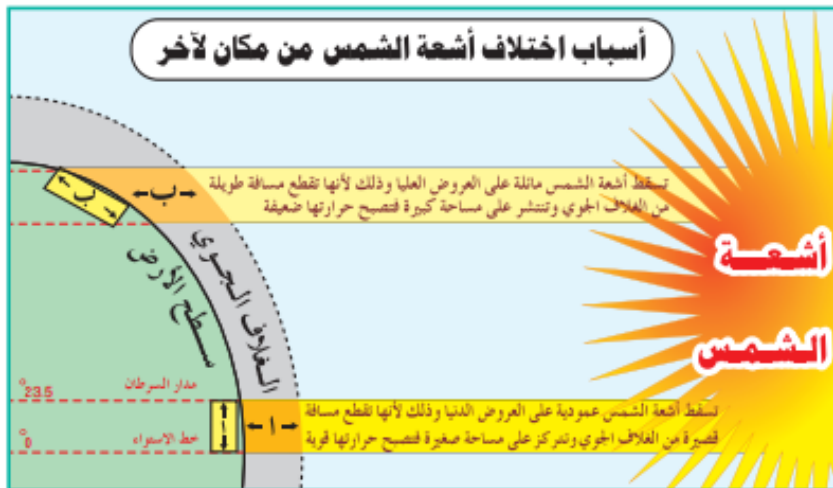 أسباب اختلاف أشعة الشمس من مكان لآخر
تسقط أشعة الشمس مائلة على العروض العليا وذلك لأنها تقطع مسافة طويلة
من الغلاف الجوي وتنتشر على مساحة كبيرة فتصبح حرارتها ضعيفة
ب
ب
أشعـــة
الشمس
الغلاف الجوي
سطح الأرض
مدار السرطان
23.5°
تسقط أشعة الشمس عمودية على العروض الدنيا وذلك لأنها تقطع مسافة
قصيرة من الغلاف الجوي وتتركز على مساحة صغيرة فتصبح حرارتها قوية
أ
أ
خط الاستواء
0°